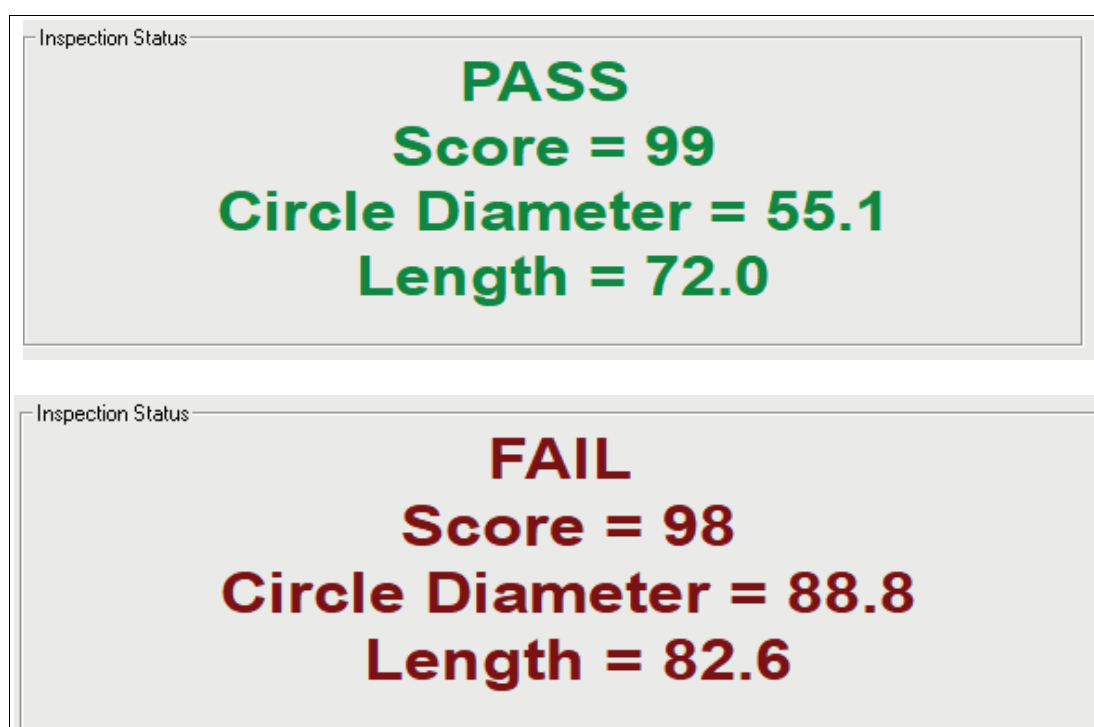 Inspection Status
PASS
Score = 99
Circle Diameter = 55.1
Length = 72.0
Inspection Status
FAIL
Score = 98
Circle Diameter = 88.8
Length = 82.6